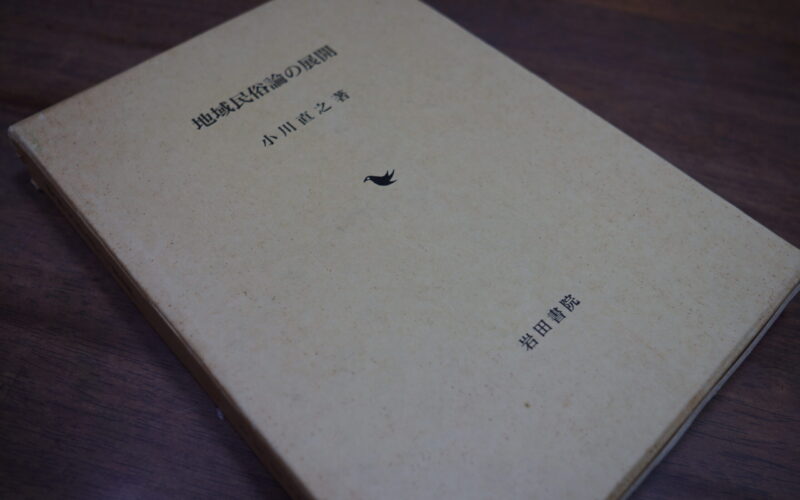 地域民俗論の展開
小川直之著
岩田書院